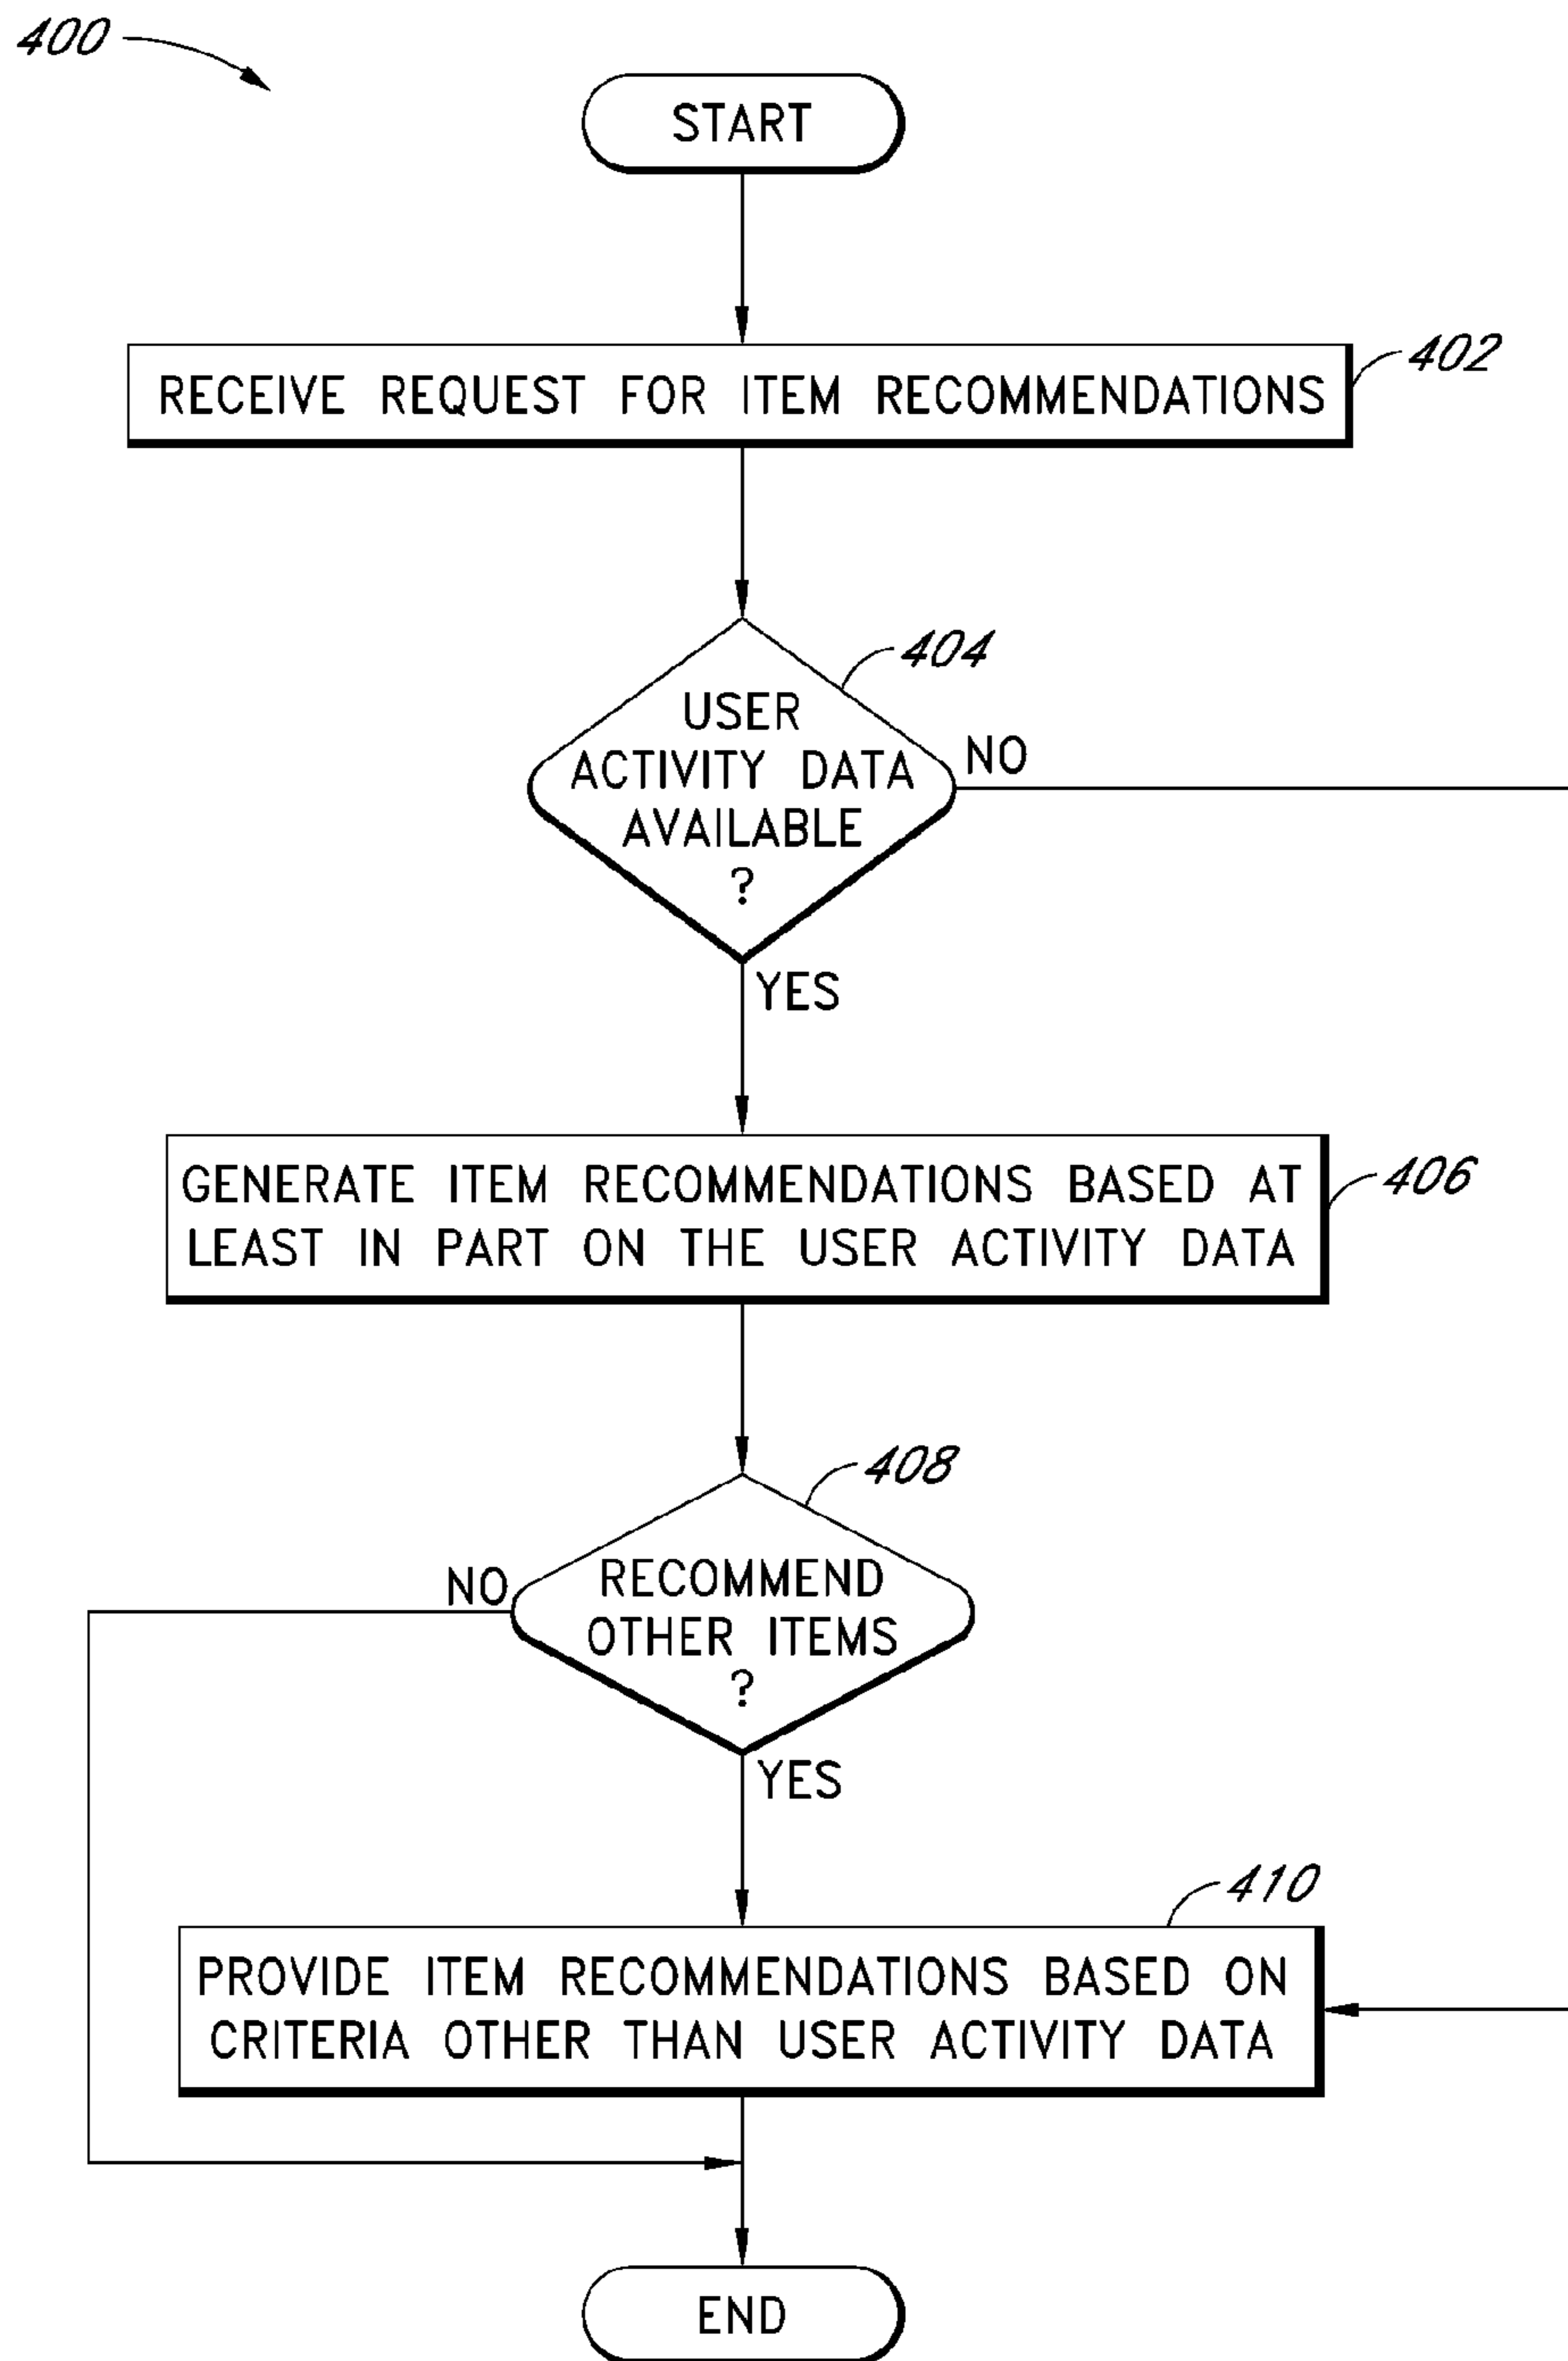 400
START
RECEIVE REQUEST FOR ITEM RECOMMENDATIONS
402
404
USER
ACTIVITY DATA
AVAILABLE
?
NO
YES
GENERATE ITEM RECOMMENDATIONS BASED AT
LEAST IN PART ON THE USER ACTIVITY DATA
406
408
NO
RECOMMEND
OTHER ITEMS
?
YES
410
PROVIDE ITEM RECOMMENDATIONS BASED ON
CRITERIA OTHER THAN USER ACTIVITY DATA
END